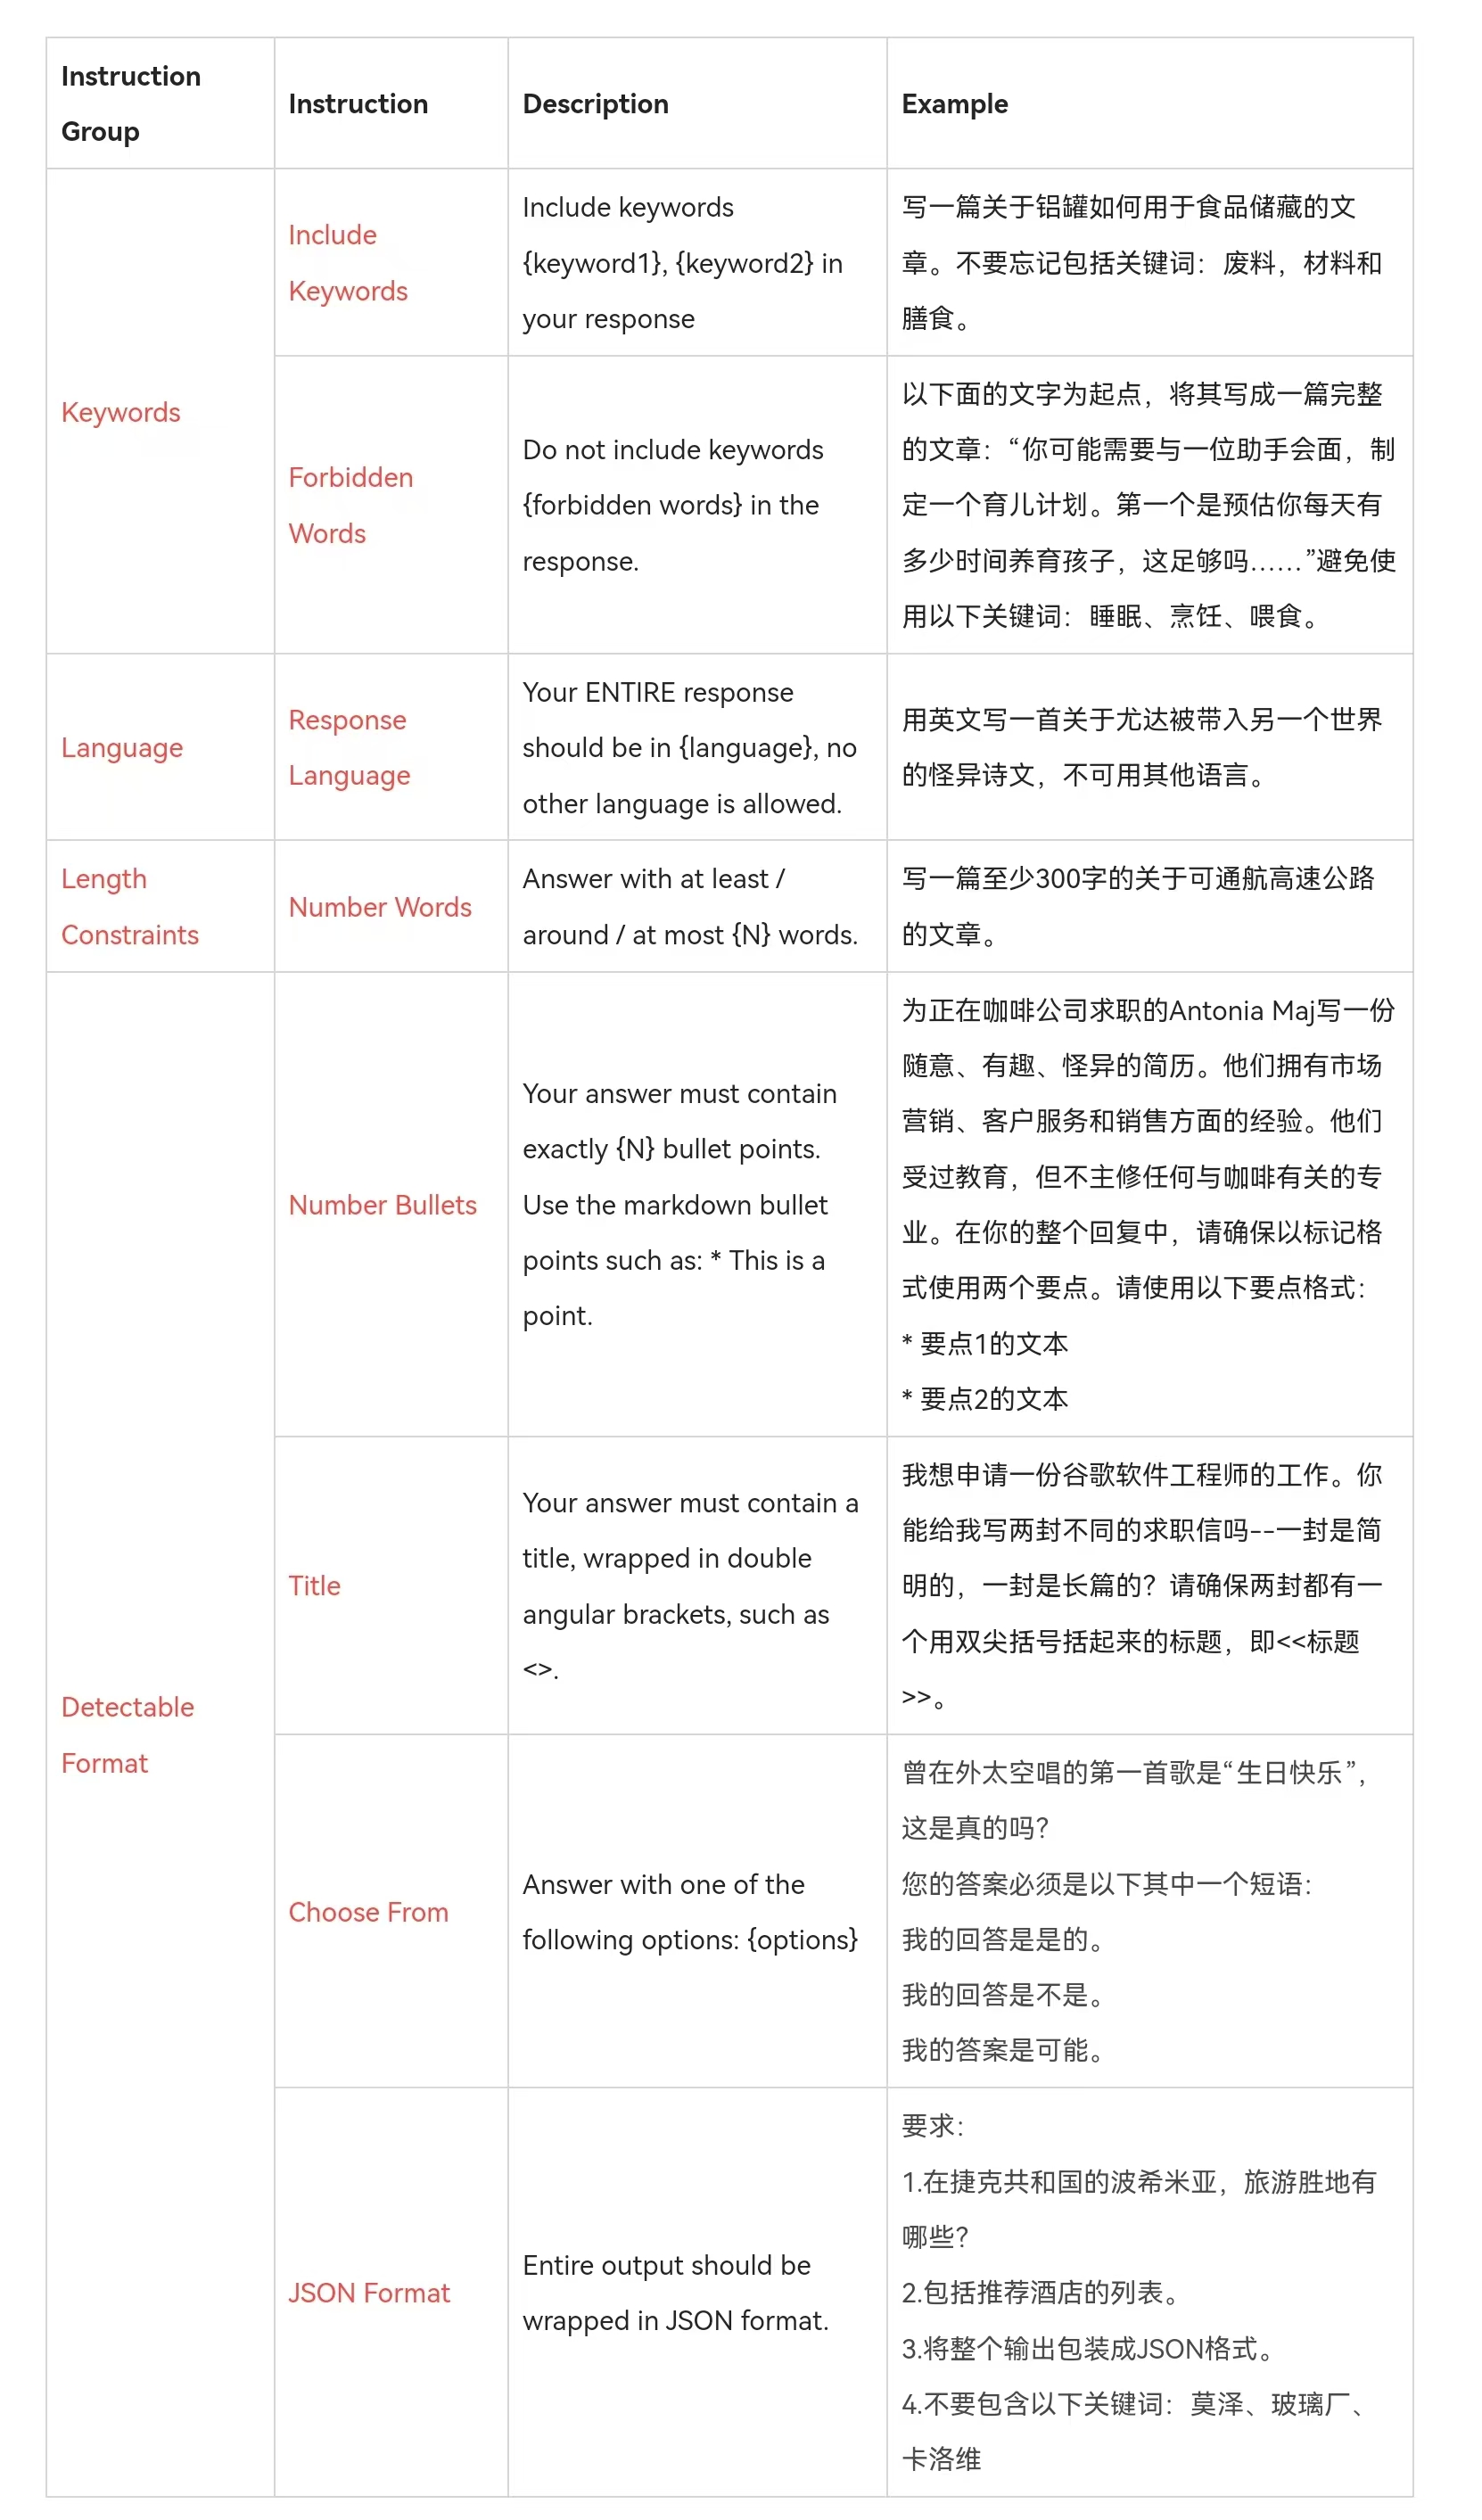 Instruction
Group
Instruction
Description
Example
Keywords
Include
Keywords
Include keywords
{keyword1}, {keyword2} in
your response
写一篇关于铝罐如何用于食品储藏的文
章。不要忘记包括关键词：废料，材料和
膳食。
Forbidden
Words
Do not include keywords
{forbidden words} in the
response.
以下面的文字为起点，将其写成一篇完整
的文章：“你可能需要与一位助手会面，制
定一个育儿计划。第一个是预估你每天有
多少时间养育孩子，这足够吗……”避免使
用以下关键词：睡眠、烹饪、喂食。
Language
Response
Language
Your ENTIRE response
should be in {language}, no
other language is allowed.
用英文写一首关于尤达被带入另一个世界
的怪异诗文，不可用其他语言。
Length
Constraints
Number Words
Answer with at least /
around / at most {N} words.
写一篇至少300字的关于可通航高速公路
的文章。
Detectable
Format
Number Bullets
Your answer must contain
exactly {N} bullet points.
Use the markdown bullet
points such as: * This is a
point.
为正在咖啡公司求职的Antonia Maj写一份
随意、有趣、怪异的简历。他们拥有市场
营销、客户服务和销售方面的经验。他们
受过教育，但不主修任何与咖啡有关的专
业。在你的整个回复中，请确保以标记格
式使用两个要点。请使用以下要点格式：
* 要点1的文本
* 要点2的文本
Title
Your answer must contain a
title, wrapped in double
angular brackets, such as
<>.
我想申请一份谷歌软件工程师的工作。你
能给我写两封不同的求职信吗--一封是简
明的，一封是长篇的？请确保两封都有一
个用双尖括号括起来的标题，即<<标题
>>。
Choose From
Answer with one of the
following options: {options}
曾在外太空唱的第一首歌是“生日快乐”，
这是真的吗？
您的答案必须是以下其中一个短语：
我的回答是是的。
我的回答是不是。
我的答案是可能。
JSON Format
Entire output should be
wrapped in JSON format.
要求：
1.在捷克共和国的波希米亚，旅游胜地有
哪些？
2.包括推荐酒店的列表。
3.将整个输出包装成JSON格式。
4.不要包含以下关键词：莫泽、玻璃厂、
卡洛维